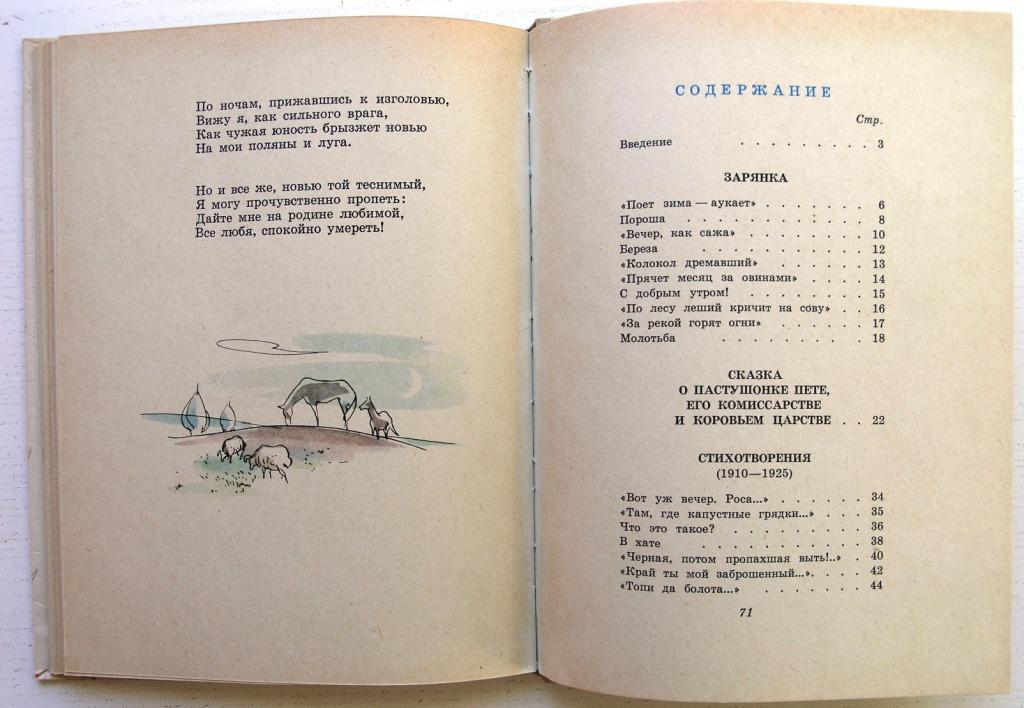 По ночам, прижавшись к изголовью,
Вижу я, как сильного врага,
Как чужая юность брызжет новью
На мои поляны и луга.
Но и все же, новью той теснимый,
Я могу прочувственно пропеть:
Дайте мне на родине любимой,
Все любя, спокойно умереть!
СОДЕРЖАНИЕ
Стр.
Введение . . . . . . . . . 3
ЗАРЯНКА
«Поет зима — аукает» . . . . . . . 6
Пороша . . . . . . . . . . 8
«Вечер, как сажа» . . . . . . . 10
Береза . . . . . . . . . 12
«Колокол дремавший» . . . . . . 13
«Прячет месяц за овинами» . . . . 14
С добрым утром! . . . . . . . 15
«По лесу леший кричит на сову» . . 16
«За рекой горят огни» . . . . . . 17
Молотьба . . . . . . . . 18
СКАЗКА
О ПАСТУШОНКЕ ПЕТЕ,
ЕГО КОМИССАРСТВЕ
И КОРОВЬЕМ ЦАРСТВЕ . . 22
СТИХОТВОРЕНИЯ
(1910—1925)
«Вот уж вечер. Роса...» . . . . . . 34
«Там, где капустные грядки...» . . . 35
Что это такое? . . . . . . . . 36
В хате . . . . . . . . . 38
«Черная, потом пропахшая выть!..» . 40
«Край ты мой заброшенный...». . . . 42
«Топи да болота...» . . . . . . . 44
71